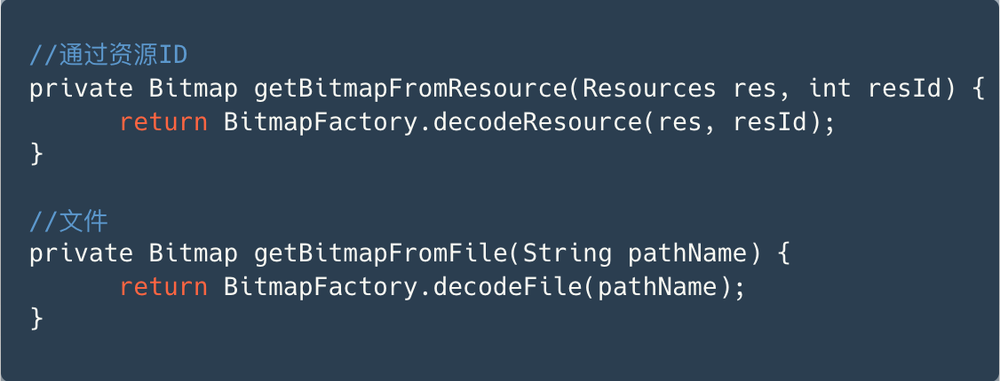 //通过资源ID
private Bitmap getBitmapFromResource(Resources res, int resId) {
      return BitmapFactory.decodeResource(res, resId);
}

//文件
private Bitmap getBitmapFromFile(String pathName) {
      return BitmapFactory.decodeFile(pathName);
}